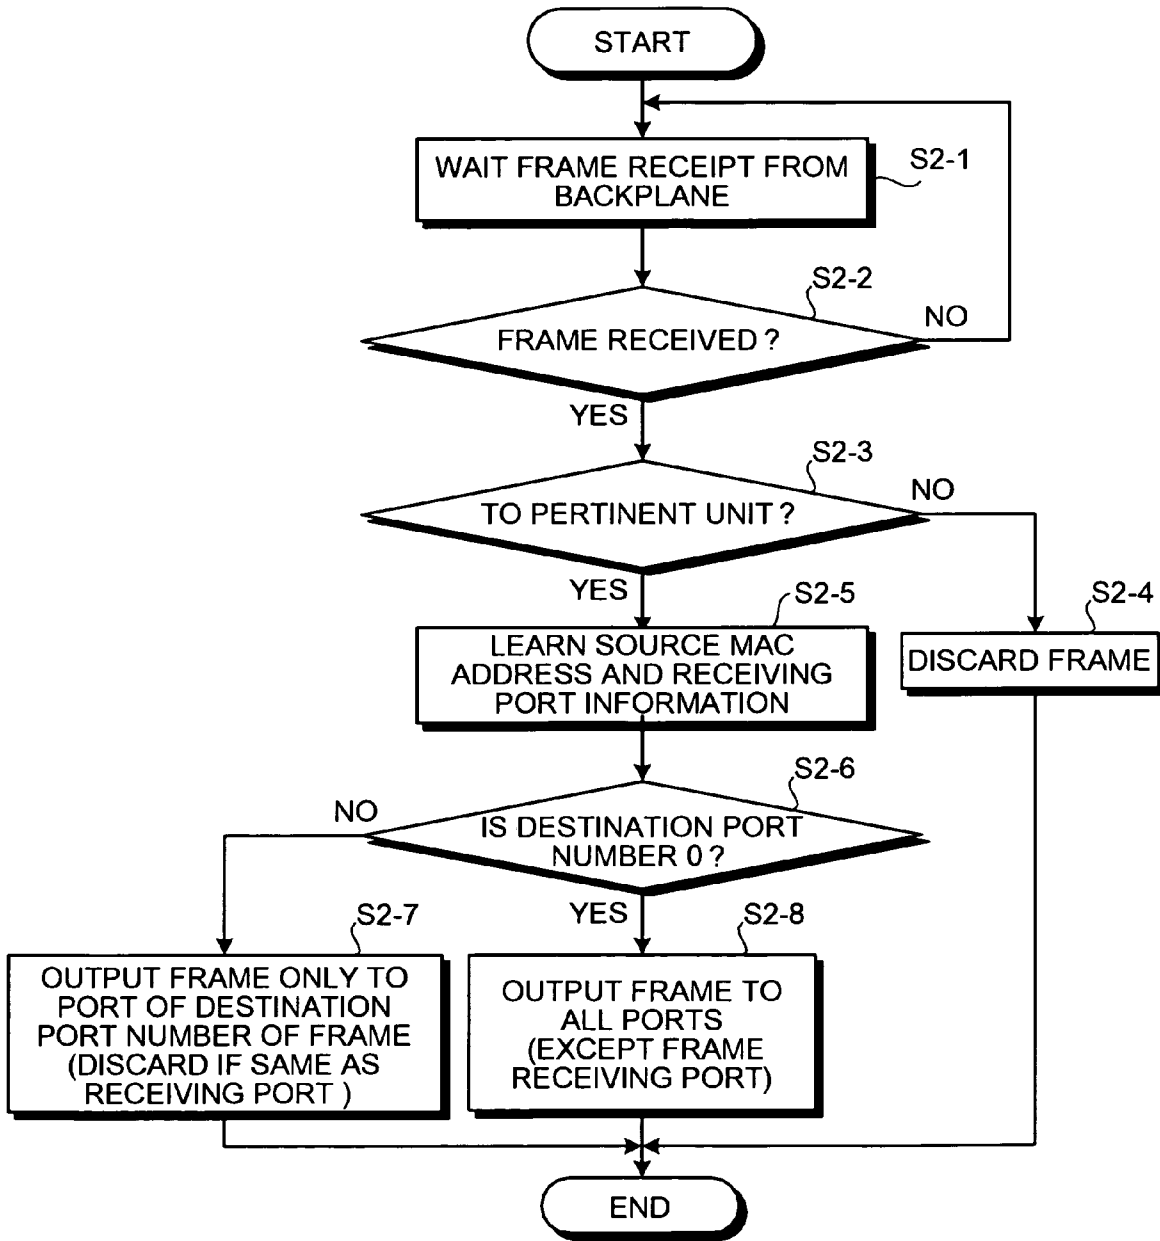 START
WAIT FRAME RECEIPT FROM
BACKPLANE
S2-1
S2-2
FRAME RECEIVED ?
NO
YES
S2-3
TO PERTINENT UNIT ?
NO
YES
S2-5
LEARN SOURCE MAC
ADDRESS AND RECEIVING
PORT INFORMATION
S2-4
DISCARD FRAME
S2-6
IS DESTINATION PORT
NUMBER 0 ?
NO
YES
S2-7
OUTPUT FRAME ONLY TO
PORT OF DESTINATION
PORT NUMBER OF FRAME
(DISCARD IF SAME AS
RECEIVING PORT )
S2-8
OUTPUT FRAME TO
ALL PORTS
(EXCEPT FRAME
RECEIVING PORT)
END